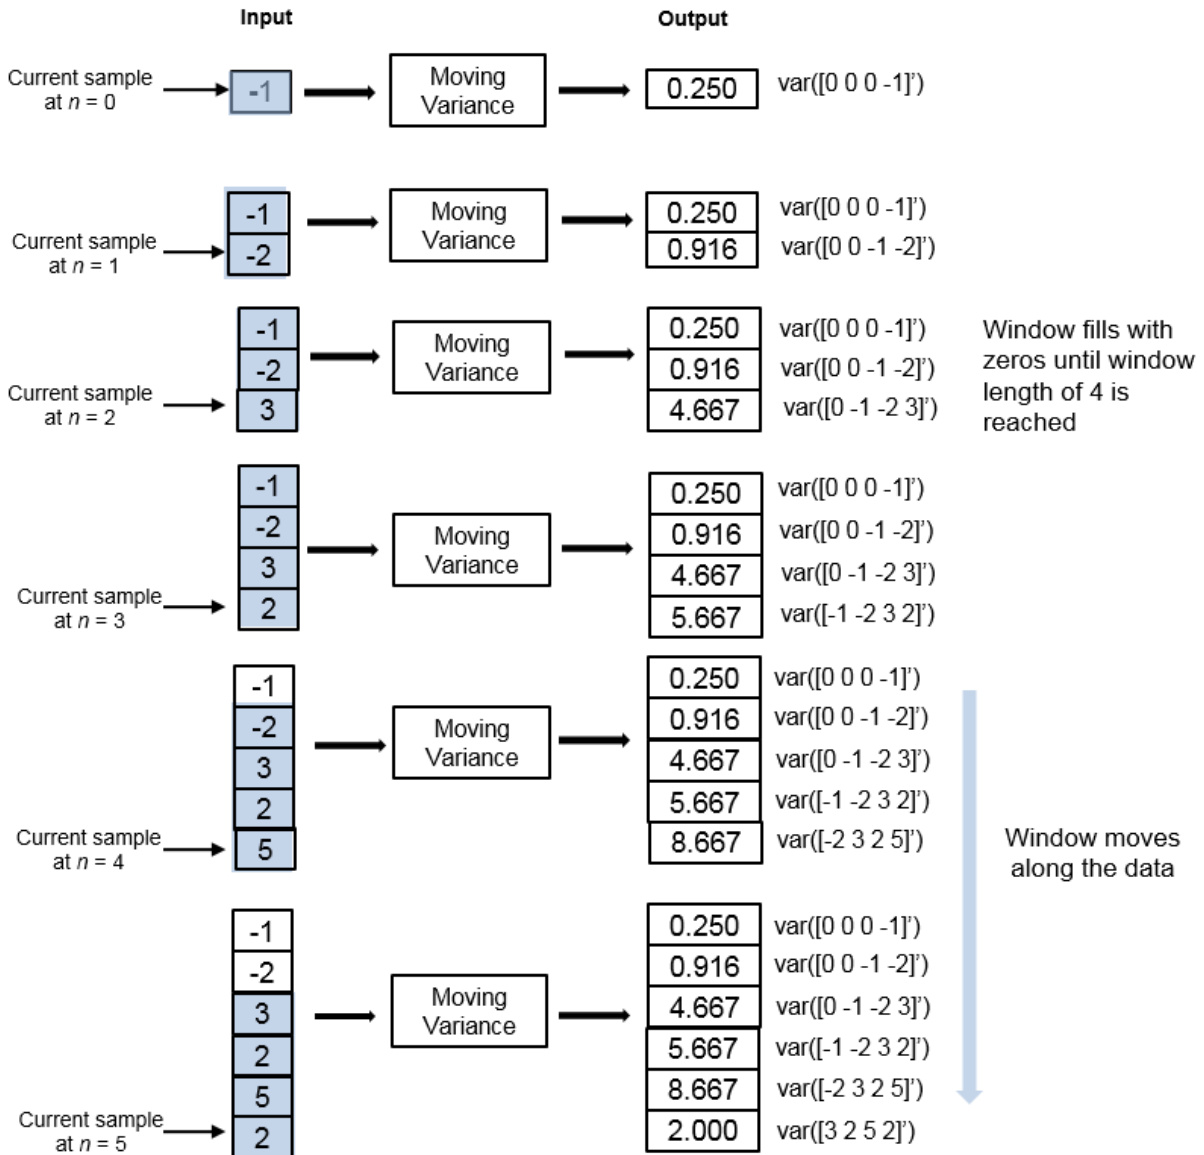 Input Output
Current sample
at n = 0
-1
Moving
Variance
0.250 var([0 0 0 -1]')
Current sample
at n = 1
-1
-2
Moving
Variance
0.250 var([0 0 0 -1]')
0.916 var([0 0 -1 -2]')
Current sample
at n = 2
-1
-2
3
Moving
Variance
0.250 var([0 0 0 -1]')
0.916 var([0 0 -1 -2]')
4.667 var([0 -1 -2 3]')
Window fills with
zeros until window
length of 4 is
reached
Current sample
at n = 3
-1
-2
3
2
Moving
Variance
0.250 var([0 0 0 -1]')
0.916 var([0 0 -1 -2]')
4.667 var([0 -1 -2 3]')
5.667 var([-1 -2 3 2]')
Current sample
at n = 4
-1
-2
3
2
5
Moving
Variance
0.250 var([0 0 0 -1]')
0.916 var([0 0 -1 -2]')
4.667 var([0 -1 -2 3]')
5.667 var([-1 -2 3 2]')
8.667 var([-2 3 2 5]')
Window moves
along the data
Current sample
at n = 5
-1
-2
3
2
5
2
Moving
Variance
0.250 var([0 0 0 -1]')
0.916 var([0 0 -1 -2]')
4.667 var([0 -1 -2 3]')
5.667 var([-1 -2 3 2]')
8.667 var([-2 3 2 5]')
2.000 var([3 2 5 2]')